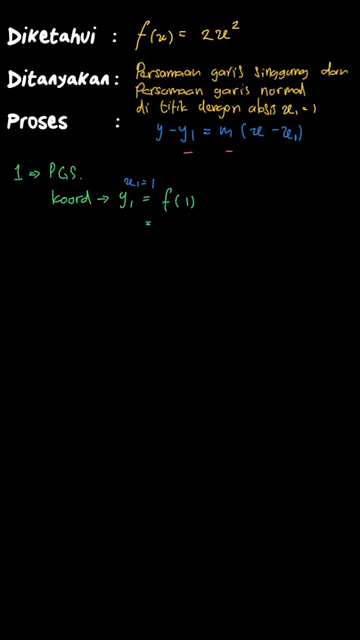 Diketahui : f(x) = 2x²
Ditanyakan : Persamaan garis singgung dan
Persamaan garis normal
di titik dengan absis x₁ = 1
Proses :
y - y₁ = m (x - x₁)
1 ⇒ PGS.
x₁ = 1
koord → y₁ = f(1)
=